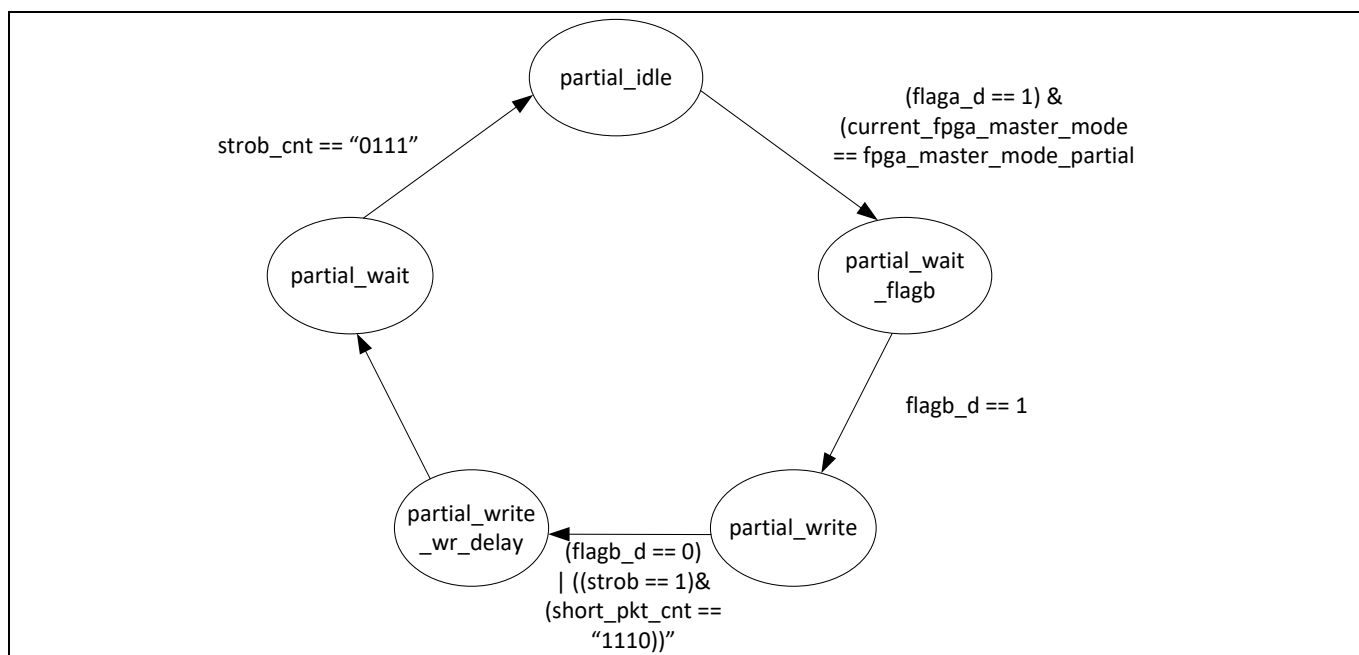 partial_idle
(flaga_d == 1) &
(current_fpga_master_mode
== fpga_master_mode_partial
strob_cnt == “0111”
partial_wait
partial_wait
_flagb
flagb_d == 1
partial_write
_wr_delay
partial_write
(flagb_d == 0)
| ((strob == 1)&
(short_pkt_cnt ==
“1110))”